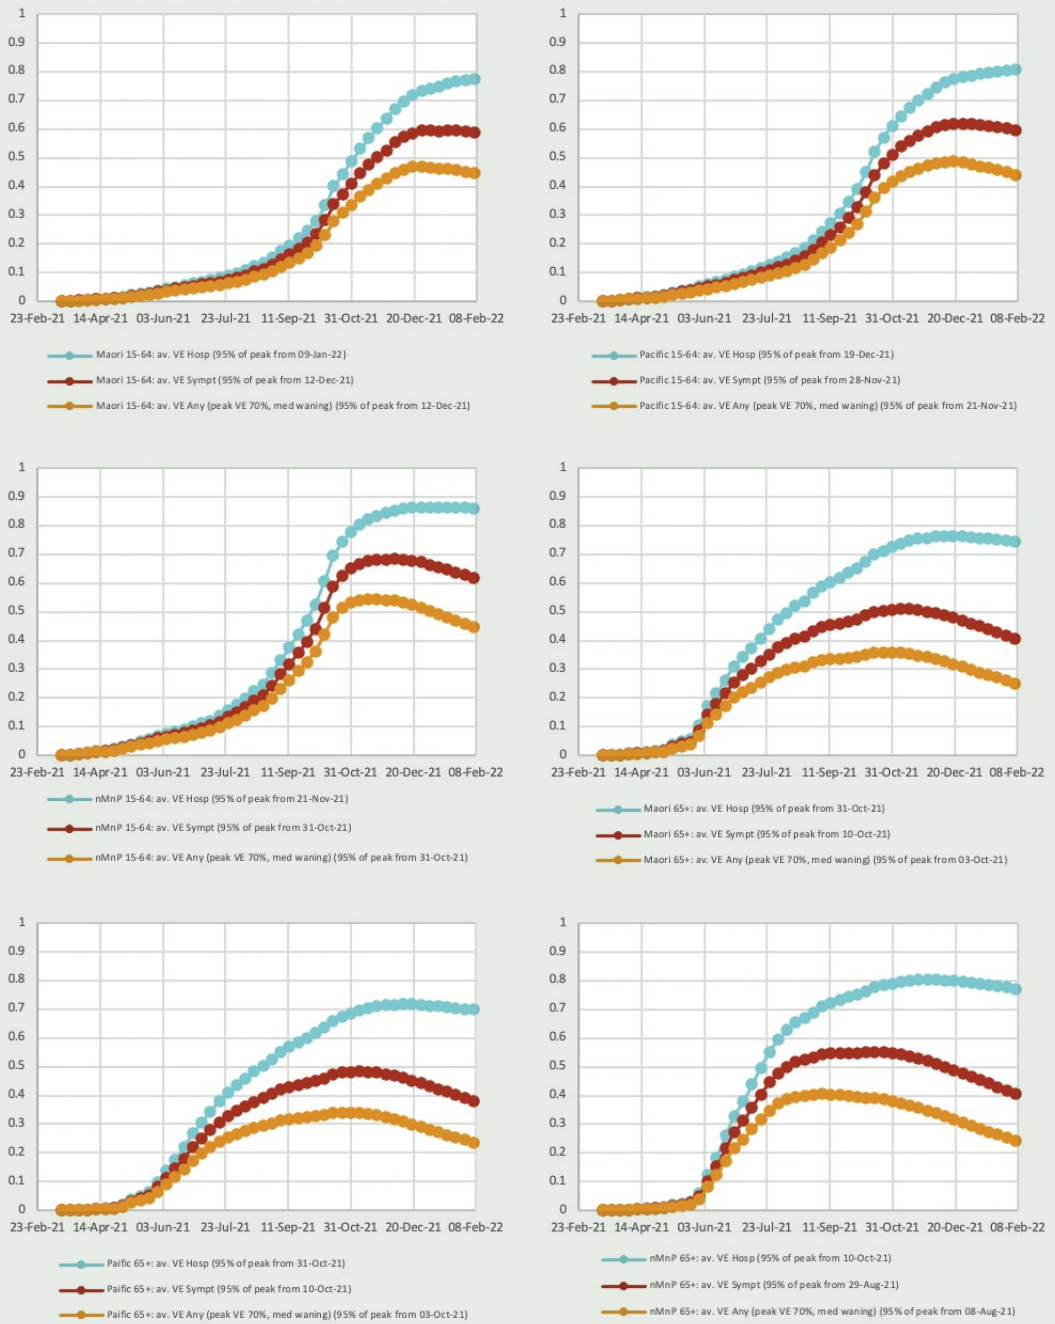 1
0.9
0.8
0.7
0.6
0.5
0.4
0.3
0.2
0.1
0
23-Feb-21 14-Apr-21 03-Jun-21 23-Jul-21 11-Sep-21 31-Oct-21 20-Dec-21 08-Feb-22
Maori 15-64: av. VE Hosp (95% of peak from 09-Jan-22)
Maori 15-64: av. VE Sympt (95% of peak from 12-Dec-21)
Maori 15-64: av. VE Any (peak VE 70%, med waning) (95% of peak from 12-Dec-21)
1
0.9
0.8
0.7
0.6
0.5
0.4
0.3
0.2
0.1
0
23-Feb-21 14-Apr-21 03-Jun-21 23-Jul-21 11-Sep-21 31-Oct-21 20-Dec-21 08-Feb-22
Pacific 15-64: av. VE Hosp (95% of peak from 19-Dec-21)
Pacific 15-64: av. VE Sympt (95% of peak from 28-Nov-21)
Pacific 15-64: av. VE Any (peak VE 70%, med waning) (95% of peak from 21-Nov-21)
1
0.9
0.8
0.7
0.6
0.5
0.4
0.3
0.2
0.1
0
23-Feb-21 14-Apr-21 03-Jun-21 23-Jul-21 11-Sep-21 31-Oct-21 20-Dec-21 08-Feb-22
nMnP 15-64: av. VE Hosp (95% of peak from 21-Nov-21)
nMnP 15-64: av. VE Sympt (95% of peak from 31-Oct-21)
nMnP 15-64: av. VE Any (peak VE 70%, med waning) (95% of peak from 31-Oct-21)
1
0.9
0.8
0.7
0.6
0.5
0.4
0.3
0.2
0.1
0
23-Feb-21 14-Apr-21 03-Jun-21 23-Jul-21 11-Sep-21 31-Oct-21 20-Dec-21 08-Feb-22
Maori 65+: av. VE Hosp (95% of peak from 31-Oct-21)
Maori 65+: av. VE Sympt (95% of peak from 10-Oct-21)
Maori 65+: av. VE Any (peak VE 70%, med waning) (95% of peak from 03-Oct-21)
1
0.9
0.8
0.7
0.6
0.5
0.4
0.3
0.2
0.1
0
23-Feb-21 14-Apr-21 03-Jun-21 23-Jul-21 11-Sep-21 31-Oct-21 20-Dec-21 08-Feb-22
Paific 65+: av. VE Hosp (95% of peak from 31-Oct-21)
Paific 65+: av. VE Sympt (95% of peak from 10-Oct-21)
Paific 65+: av. VE Any (peak VE 70%, med waning) (95% of peak from 03-Oct-21)
1
0.9
0.8
0.7
0.6
0.5
0.4
0.3
0.2
0.1
0
23-Feb-21 14-Apr-21 03-Jun-21 23-Jul-21 11-Sep-21 31-Oct-21 20-Dec-21 08-Feb-22
nMnP 65+: av. VE Hosp (95% of peak from 10-Oct-21)
nMnP 65+: av. VE Sympt (95% of peak from 29-Aug-21)
nMnP 65+: av. VE Any (peak VE 70%, med waning) (95% of peak from 08-Aug-21)